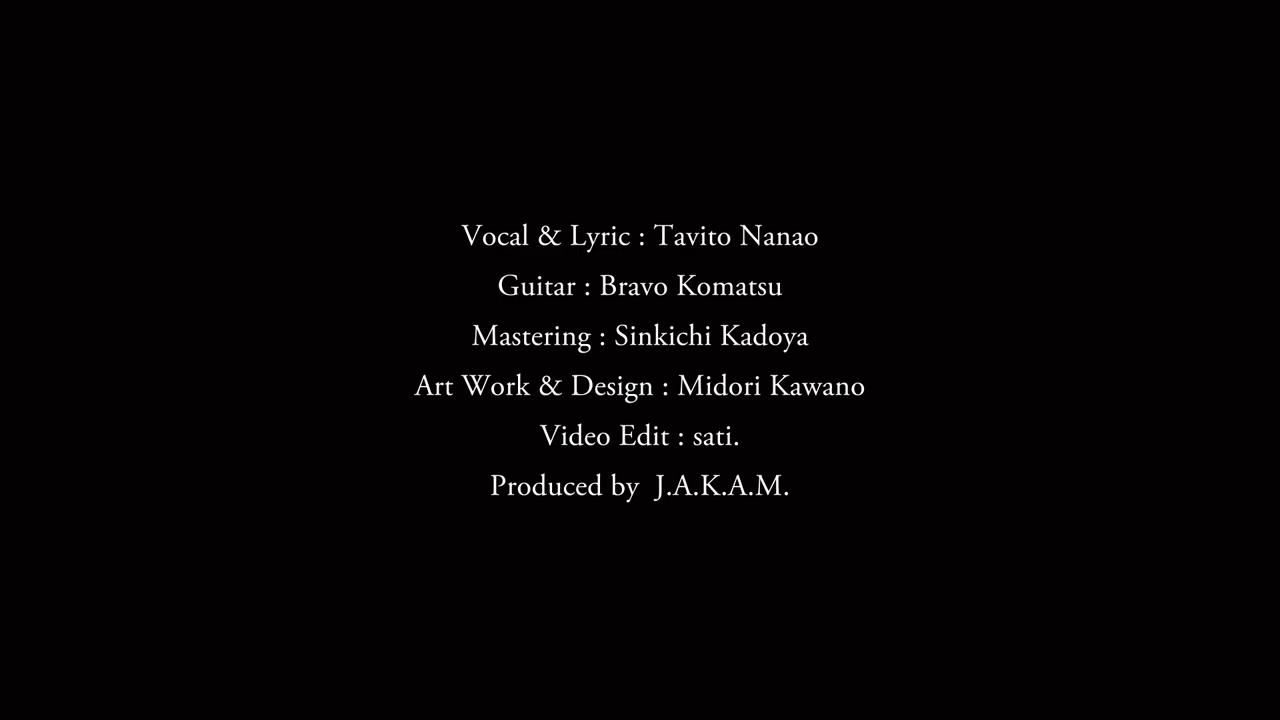 Vocal & Lyric : Tavito Nanao
Guitar : Bravo Komatsu
Mastering : Sinkichi Kadoya
Art Work & Design : Midori Kawano
Video Edit : sati.
Produced by  J.A.K.A.M.